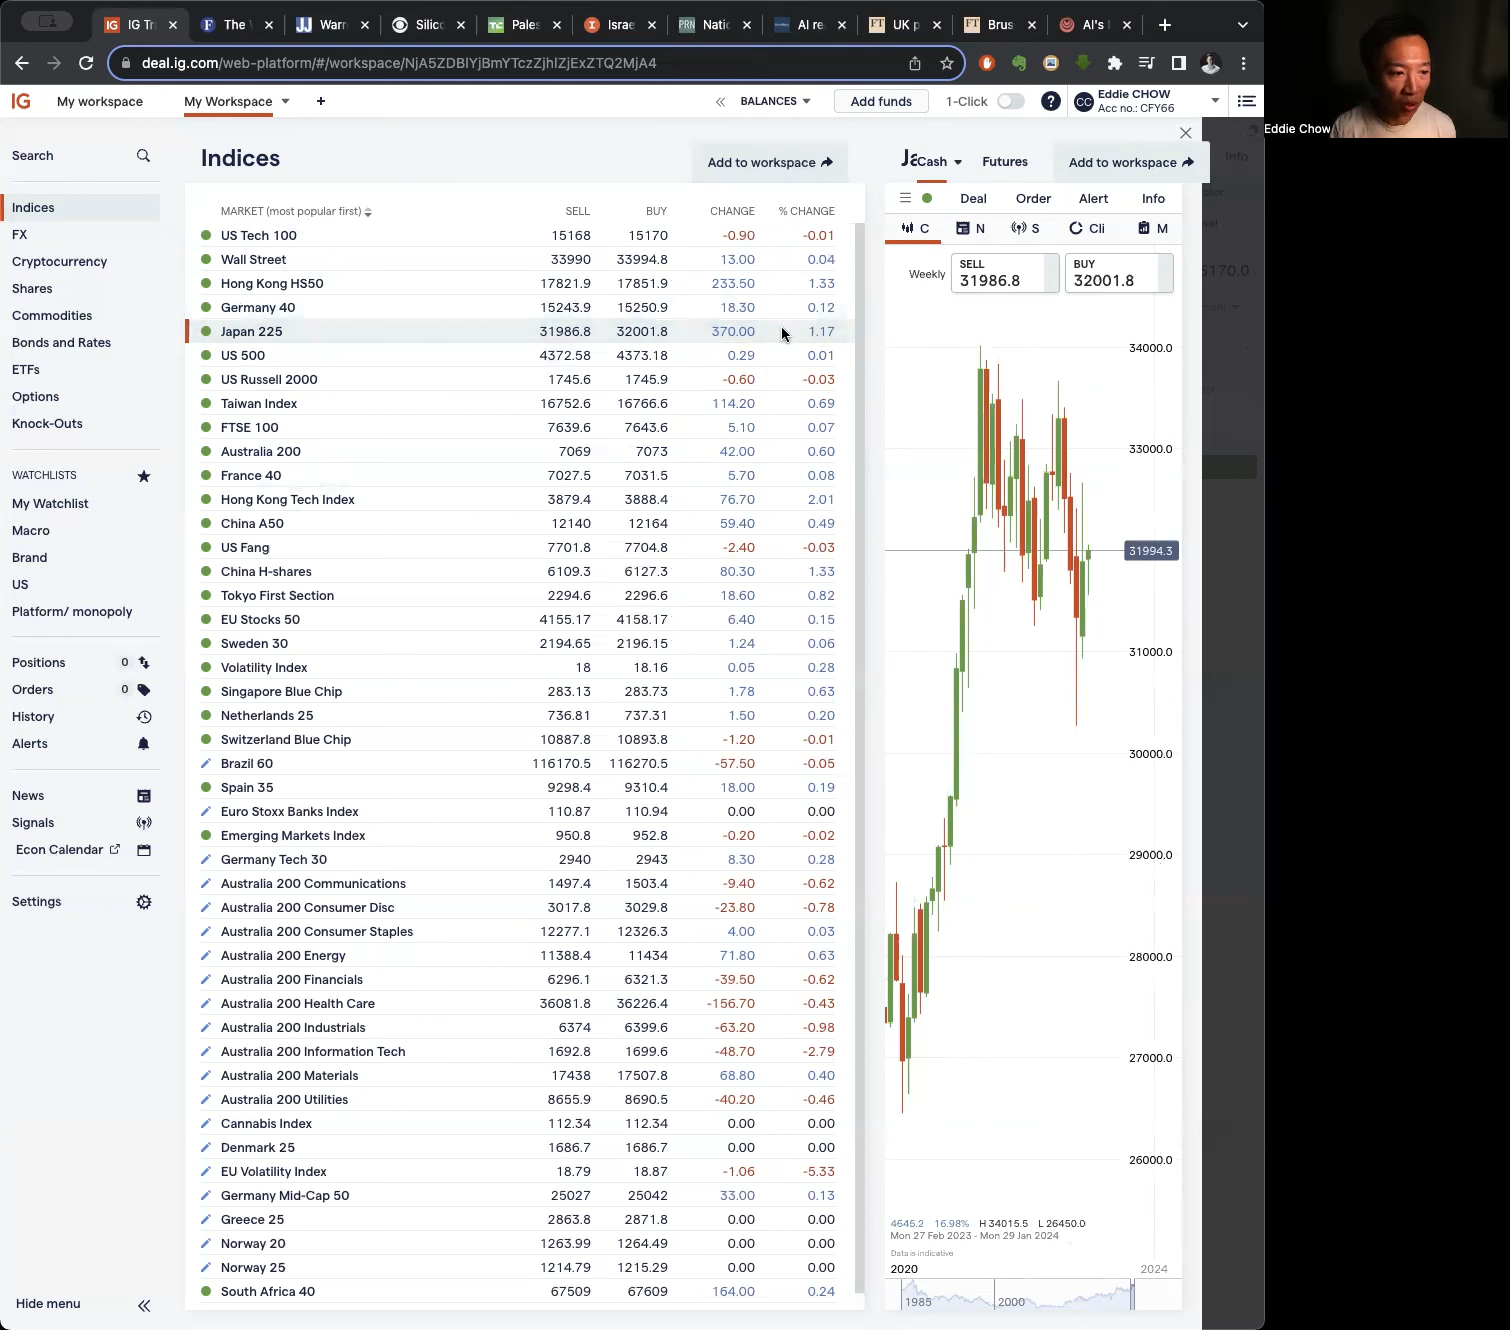 IG Tr
The
Warr
Silic
Pales
Israe
PRN Natic
AI re
FT UK p
FT Brus
AI's
deal.ig.com/web-platform/#/workspace/NjA5ZDBlYjBmYTczZjhlZjExZTQ2MjA4
IG My workspace My Workspace + BALANCES Add funds 1-Click ? CC Eddie CHOW
Acc no.: CFY66
Eddie Chow
Search
Indices
FX
Cryptocurrency
Shares
Commodities
Bonds and Rates
ETFs
Options
Knock-Outs
WATCHLISTS
My Watchlist
Macro
Brand
US
Platform/ monopoly
Positions 0
Orders 0
History
Alerts
News
Signals
Econ Calendar
Settings
Hide menu
Indices Add to workspace
MARKET (most popular first) SELL BUY CHANGE % CHANGE
US Tech 100 15168 15170 -0.90 -0.01
Wall Street 33990 33994.8 13.00 0.04
Hong Kong HS50 17821.9 17851.9 233.50 1.33
Germany 40 15243.9 15250.9 18.30 0.12
Japan 225 31986.8 32001.8 370.00 1.17
US 500 4372.58 4373.18 0.29 0.01
US Russell 2000 1745.6 1745.9 -0.60 -0.03
Taiwan Index 16752.6 16766.6 114.20 0.69
FTSE 100 7639.6 7643.6 5.10 0.07
Australia 200 7069 7073 42.00 0.60
France 40 7027.5 7031.5 5.70 0.08
Hong Kong Tech Index 3879.4 3888.4 76.70 2.01
China A50 12140 12164 59.40 0.49
US Fang 7701.8 7704.8 -2.40 -0.03
China H-shares 6109.3 6127.3 80.30 1.33
Tokyo First Section 2294.6 2296.6 18.60 0.82
EU Stocks 50 4155.17 4158.17 6.40 0.15
Sweden 30 2194.65 2196.15 1.24 0.06
Volatility Index 18 18.16 0.05 0.28
Singapore Blue Chip 283.13 283.73 1.78 0.63
Netherlands 25 736.81 737.31 1.50 0.20
Switzerland Blue Chip 10887.8 10893.8 -1.20 -0.01
Brazil 60 116170.5 116270.5 -57.50 -0.05
Spain 35 9298.4 9310.4 18.00 0.19
Euro Stoxx Banks Index 110.87 110.94 0.00 0.00
Emerging Markets Index 950.8 952.8 -0.20 -0.02
Germany Tech 30 2940 2943 8.30 0.28
Australia 200 Communications 1497.4 1503.4 -9.40 -0.62
Australia 200 Consumer Disc 3017.8 3029.8 -23.80 -0.78
Australia 200 Consumer Staples 12277.1 12326.3 4.00 0.03
Australia 200 Energy 11388.4 11434 71.80 0.63
Australia 200 Financials 6296.1 6321.3 -39.50 -0.62
Australia 200 Health Care 36081.8 36226.4 -156.70 -0.43
Australia 200 Industrials 6374 6399.6 -63.20 -0.98
Australia 200 Information Tech 1692.8 1699.6 -48.70 -2.79
Australia 200 Materials 17438 17507.8 68.80 0.40
Australia 200 Utilities 8655.9 8690.5 -40.20 -0.46
Cannabis Index 112.34 112.34 0.00 0.00
Denmark 25 1686.7 1686.7 0.00 0.00
EU Volatility Index 18.79 18.87 -1.06 -5.33
Germany Mid-Cap 50 25027 25042 33.00 0.13
Greece 25 2863.8 2871.8 0.00 0.00
Norway 20 1263.99 1264.49 0.00 0.00
Norway 25 1214.79 1215.29 0.00 0.00
South Africa 40 67509 67609 164.00 0.24
Cash Futures Add to workspace
Deal Order Alert Info
C N S Cli M
Weekly SELL 31986.8 BUY 32001.8
34000.0
33000.0
31994.3
31000.0
30000.0
29000.0
28000.0
27000.0
26000.0
4645.2 16.98% H 34015.5 L 26450.0
Mon 27 Feb 2023 - Mon 29 Jan 2024
Data is indicative
2020 2024
1985 2000
Info
5170.0